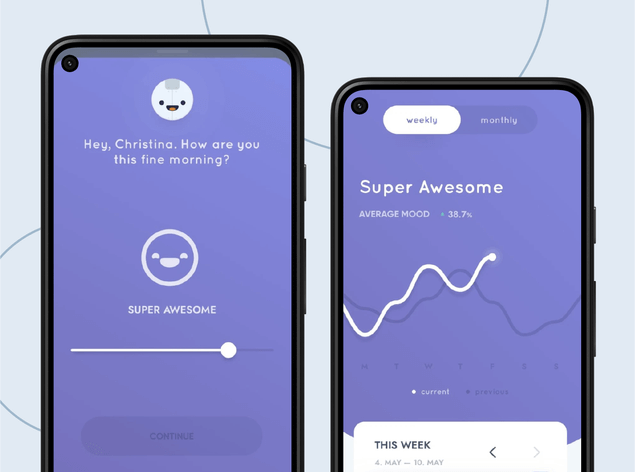 Hey, Christina. How are you
this fine morning?
SUPER AWESOME
CONTINUE
weekly
monthly
Super Awesome
AVERAGE MOOD + 38.7%
M T W T F S S
current
previous
THIS WEEK
4. MAY — 10. MAY